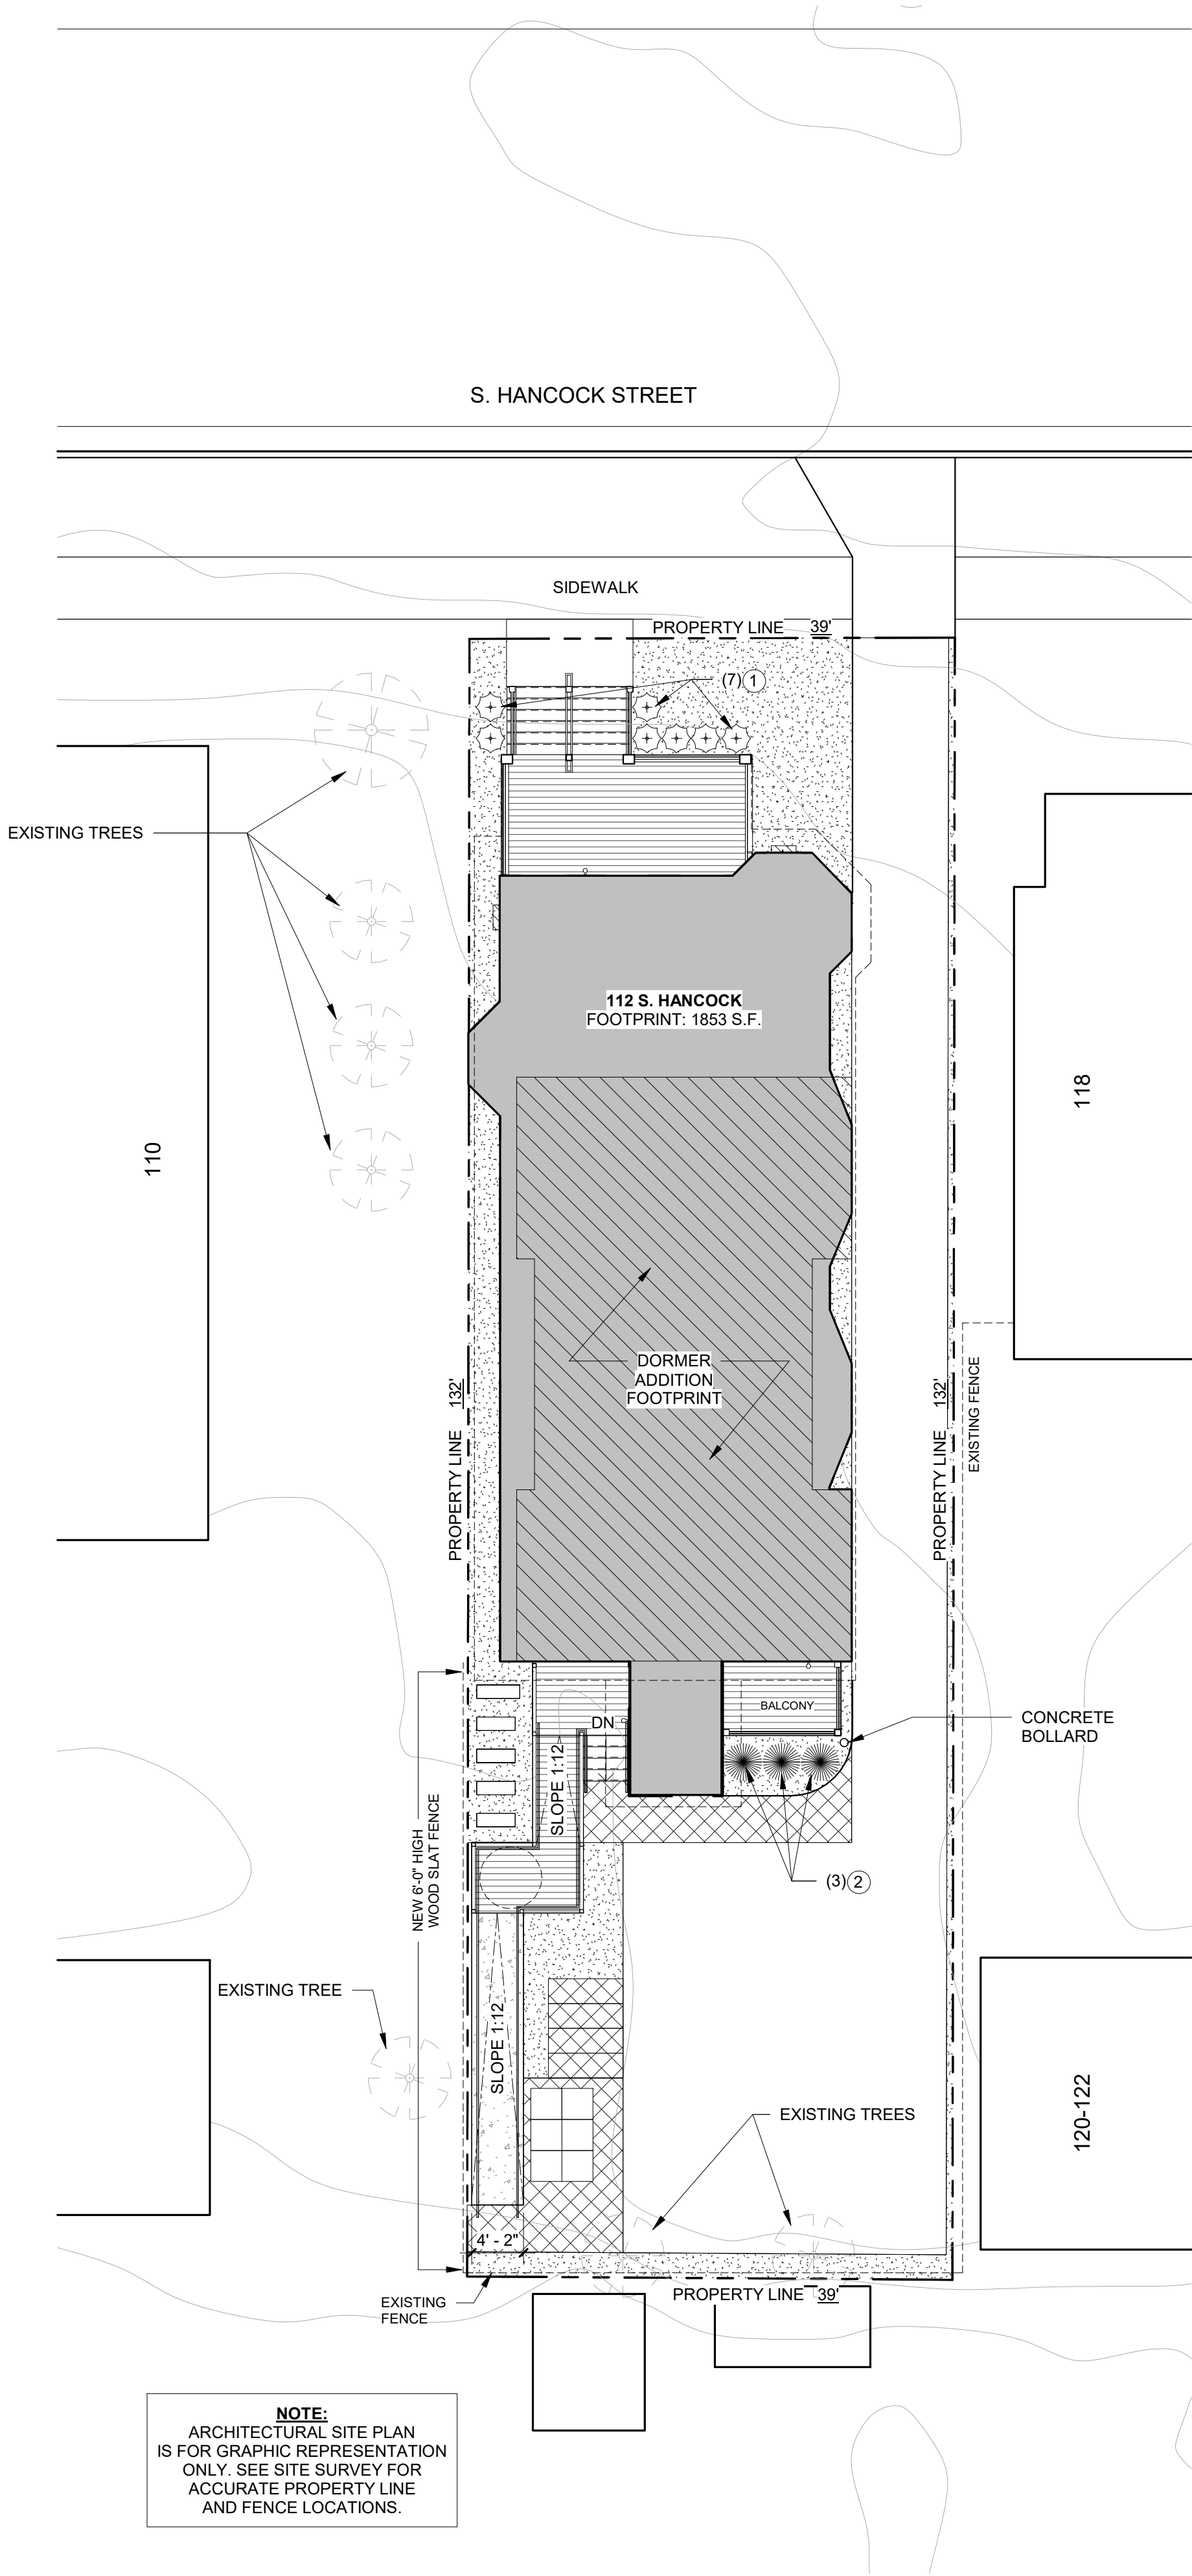 S. HANCOCK STREET
SIDEWALK
PROPERTY LINE 39'
(7) 1
EXISTING TREES
112 S. HANCOCK
FOOTPRINT: 1853 S.F.
110
118
DORMER
ADDITION
FOOTPRINT
PROPERTY LINE 132'
PROPERTY LINE 132'
EXISTING FENCE
BALCONY
DN
CONCRETE
BOLLARD
SLOPE 1:12
NEW 6'-0" HIGH
WOOD SLAT FENCE
(3) 2
EXISTING TREE
SLOPE 1:12
EXISTING TREES
120-122
4' - 2"
EXISTING
FENCE
PROPERTY LINE 39'
NOTE:
ARCHITECTURAL SITE PLAN
IS FOR GRAPHIC REPRESENTATION
ONLY. SEE SITE SURVEY FOR
ACCURATE PROPERTY LINE
AND FENCE LOCATIONS.